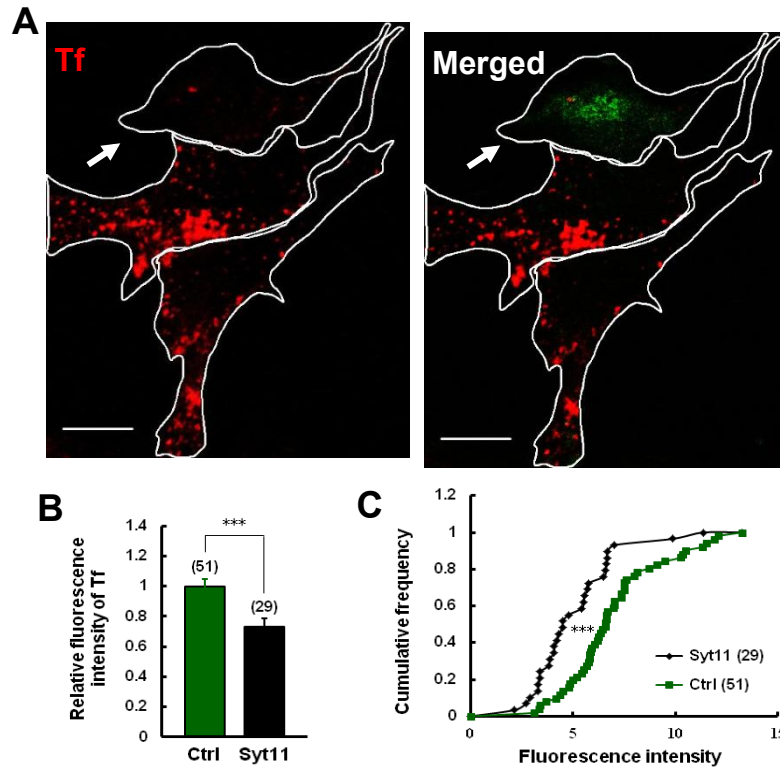 A
Tf
Merged
B
Relative fluorescence
intensity of Tf
1.4
1.2
1
0.8
0.6
0.4
0.2
0
***
(51)
(29)
Ctrl Syt11
C
Cumulative frequency
1.2
1
0.8
0.6
0.4
0.2
0
***
Syt11 (29)
Ctrl (51)
0 5 10 15
Fluorescence intensity